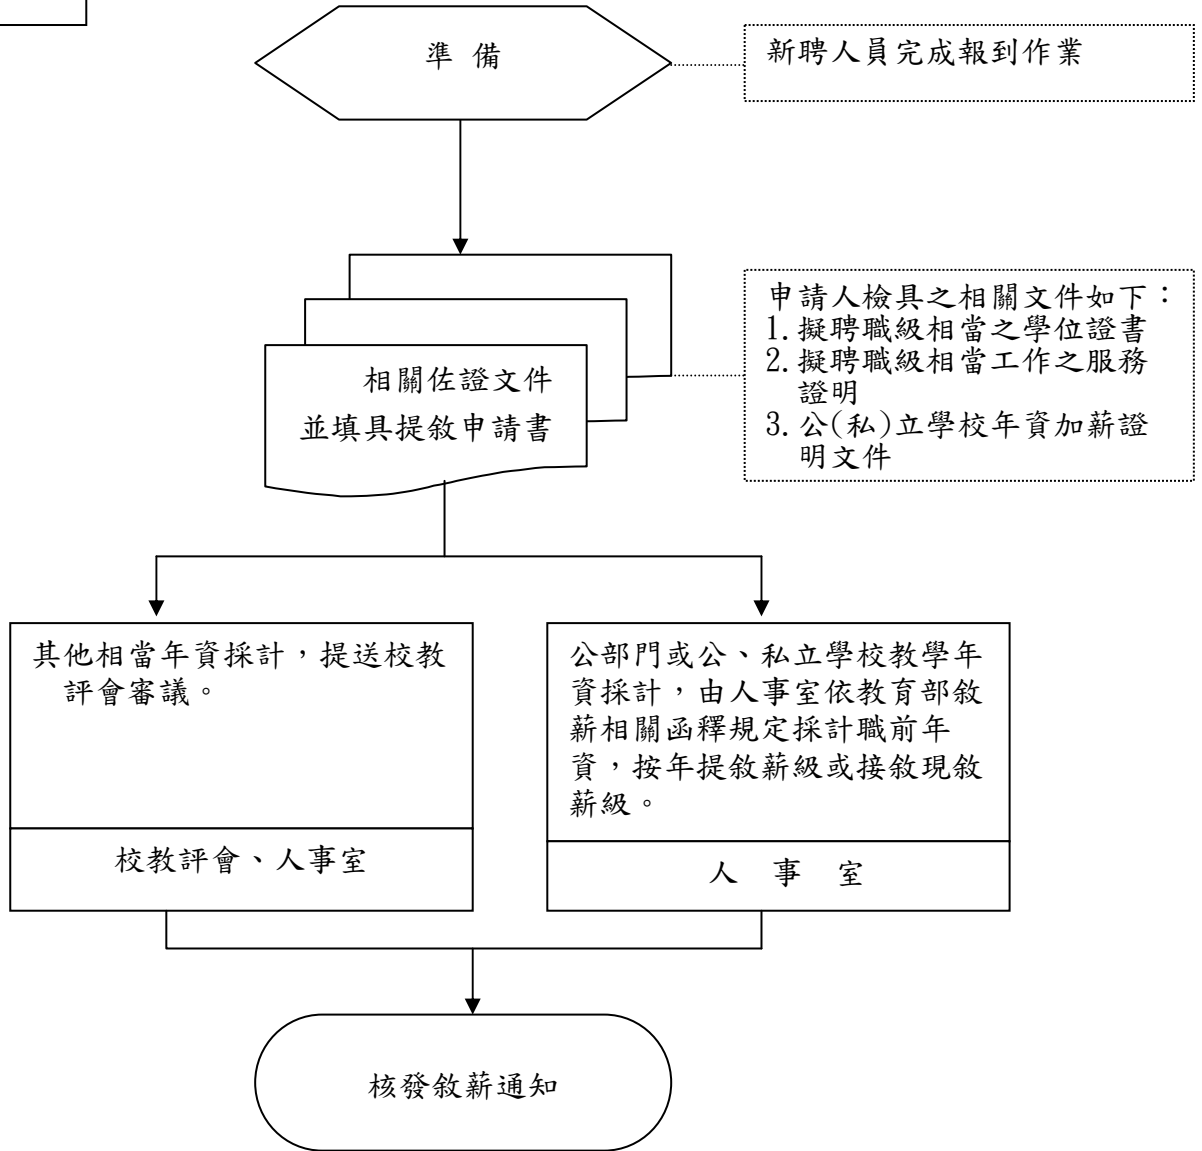 準 備
新聘人員完成報到作業
相關佐證文件
並填具提敘申請書
申請人檢具之相關文件如下：
1.擬聘職級相當之學位證書
2.擬聘職級相當工作之服務
證明
3.公(私)立學校年資加薪證
明文件
其他相當年資採計，提送校教
評會審議。
校教評會、人事室
公部門或公、私立學校教學年
資採計，由人事室依教育部敘
薪相關函釋規定採計職前年
資，按年提敘薪級或接敘現敘
薪級。
人 事 室
核發敘薪通知